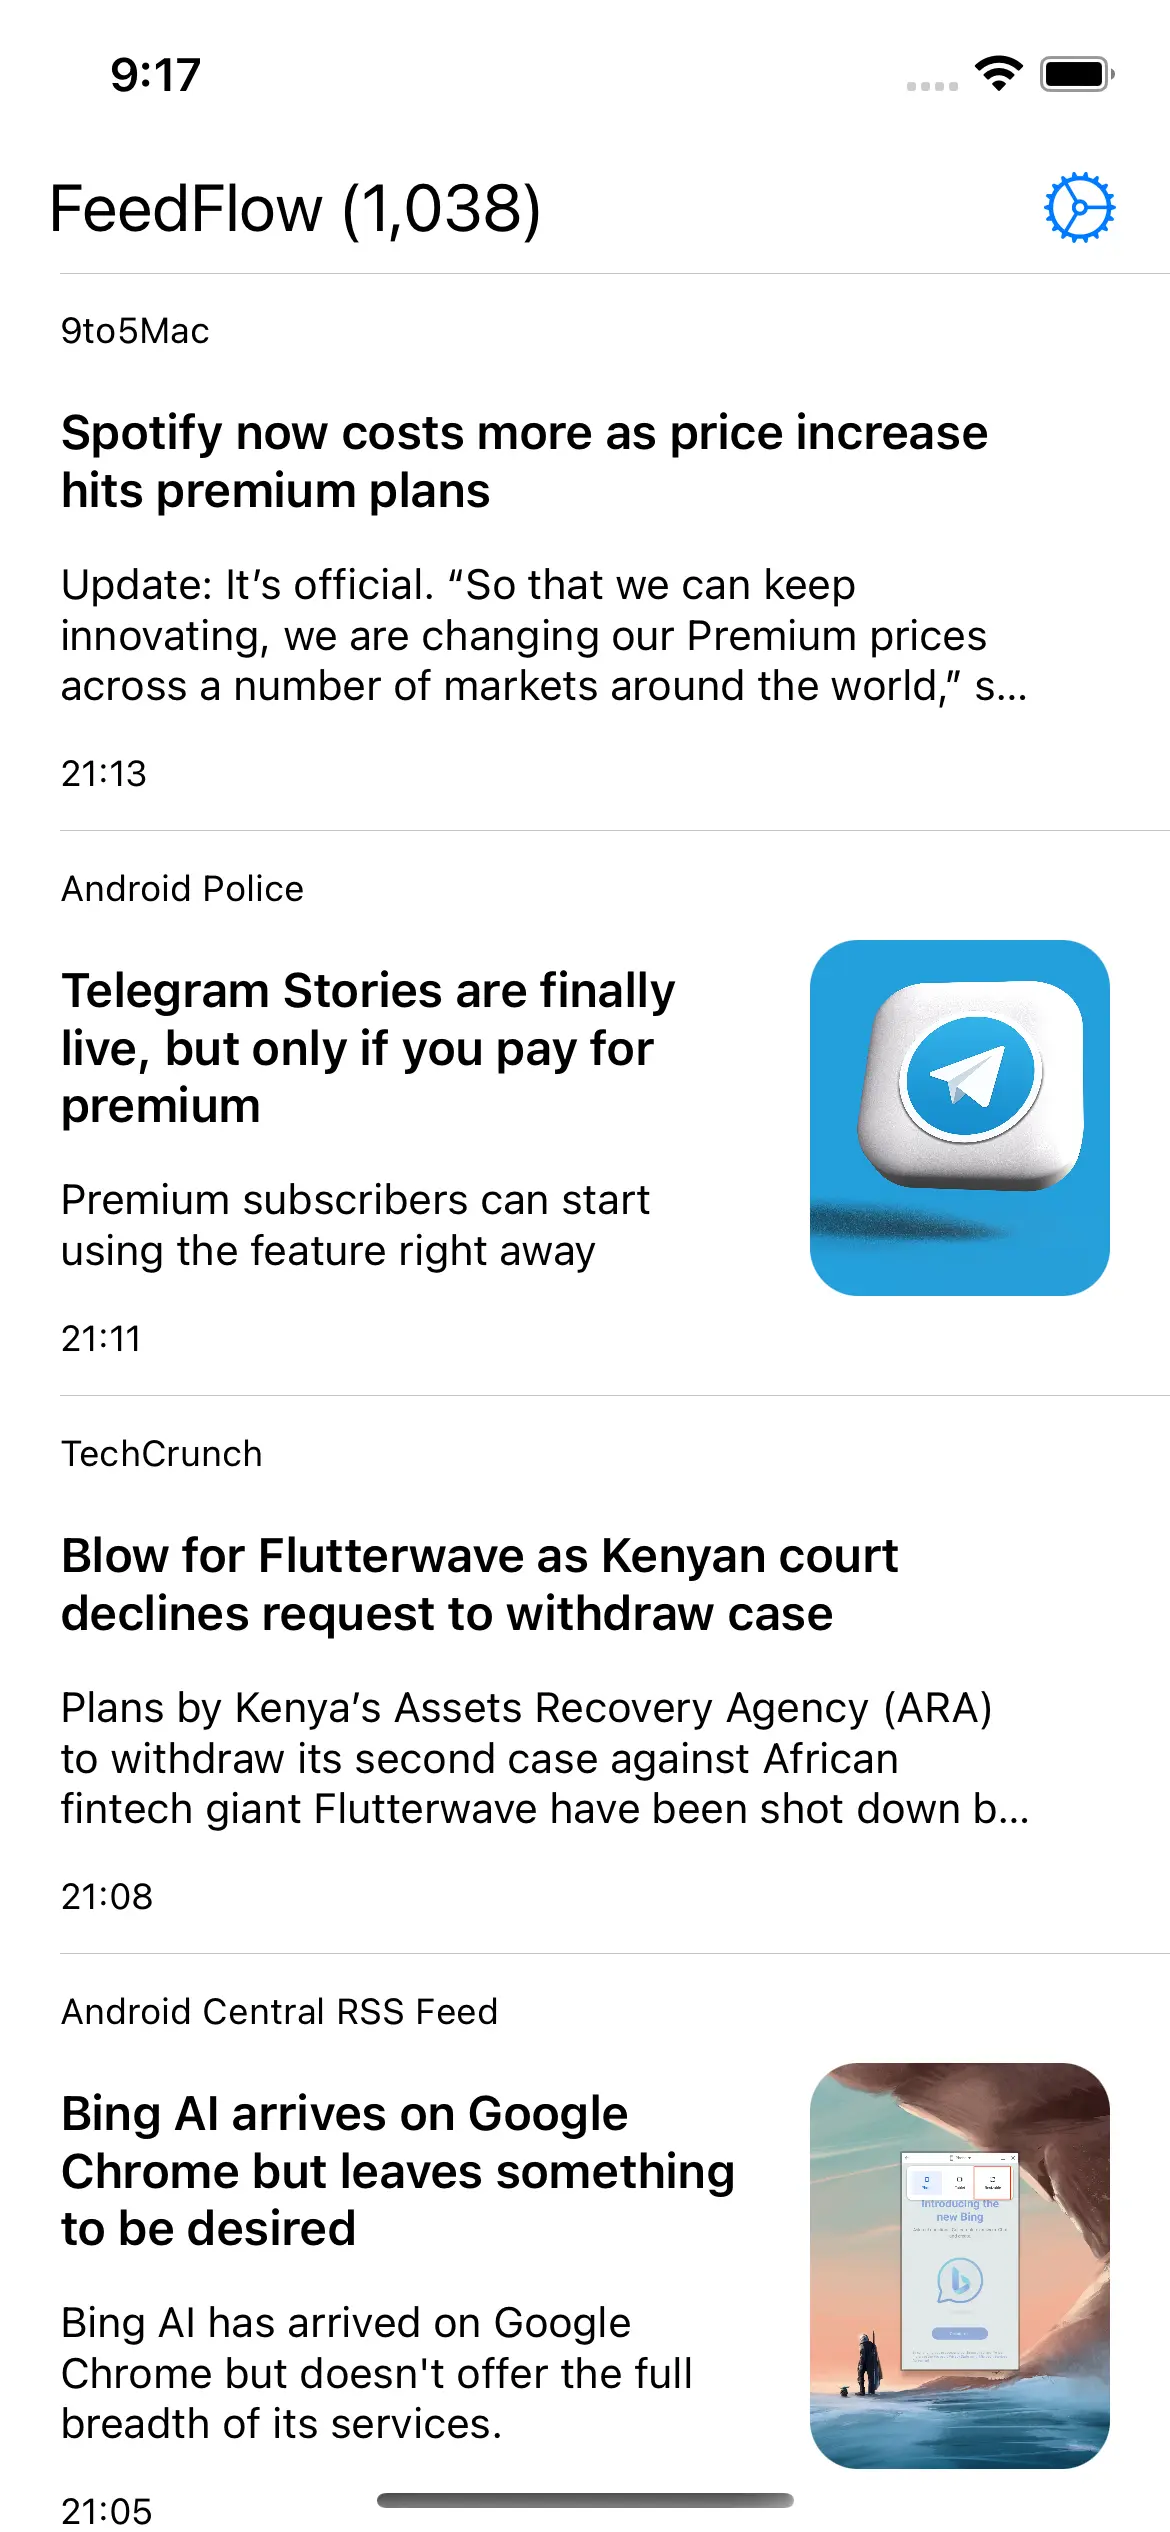 9:17
FeedFlow (1,038)
9to5Mac
Spotify now costs more as price increase
hits premium plans
Update: It’s official. “So that we can keep
innovating, we are changing our Premium prices
across a number of markets around the world,” s...
21:13
Android Police
Telegram Stories are finally
live, but only if you pay for
premium
Premium subscribers can start
using the feature right away
21:11
TechCrunch
Blow for Flutterwave as Kenyan court
declines request to withdraw case
Plans by Kenya’s Assets Recovery Agency (ARA)
to withdraw its second case against African
fintech giant Flutterwave have been shot down b...
21:08
Android Central RSS Feed
Bing AI arrives on Google
Chrome but leaves something
to be desired
Introducing the
new Bing
Bing AI has arrived on Google
Chrome but doesn't offer the full
breadth of its services.
21:05